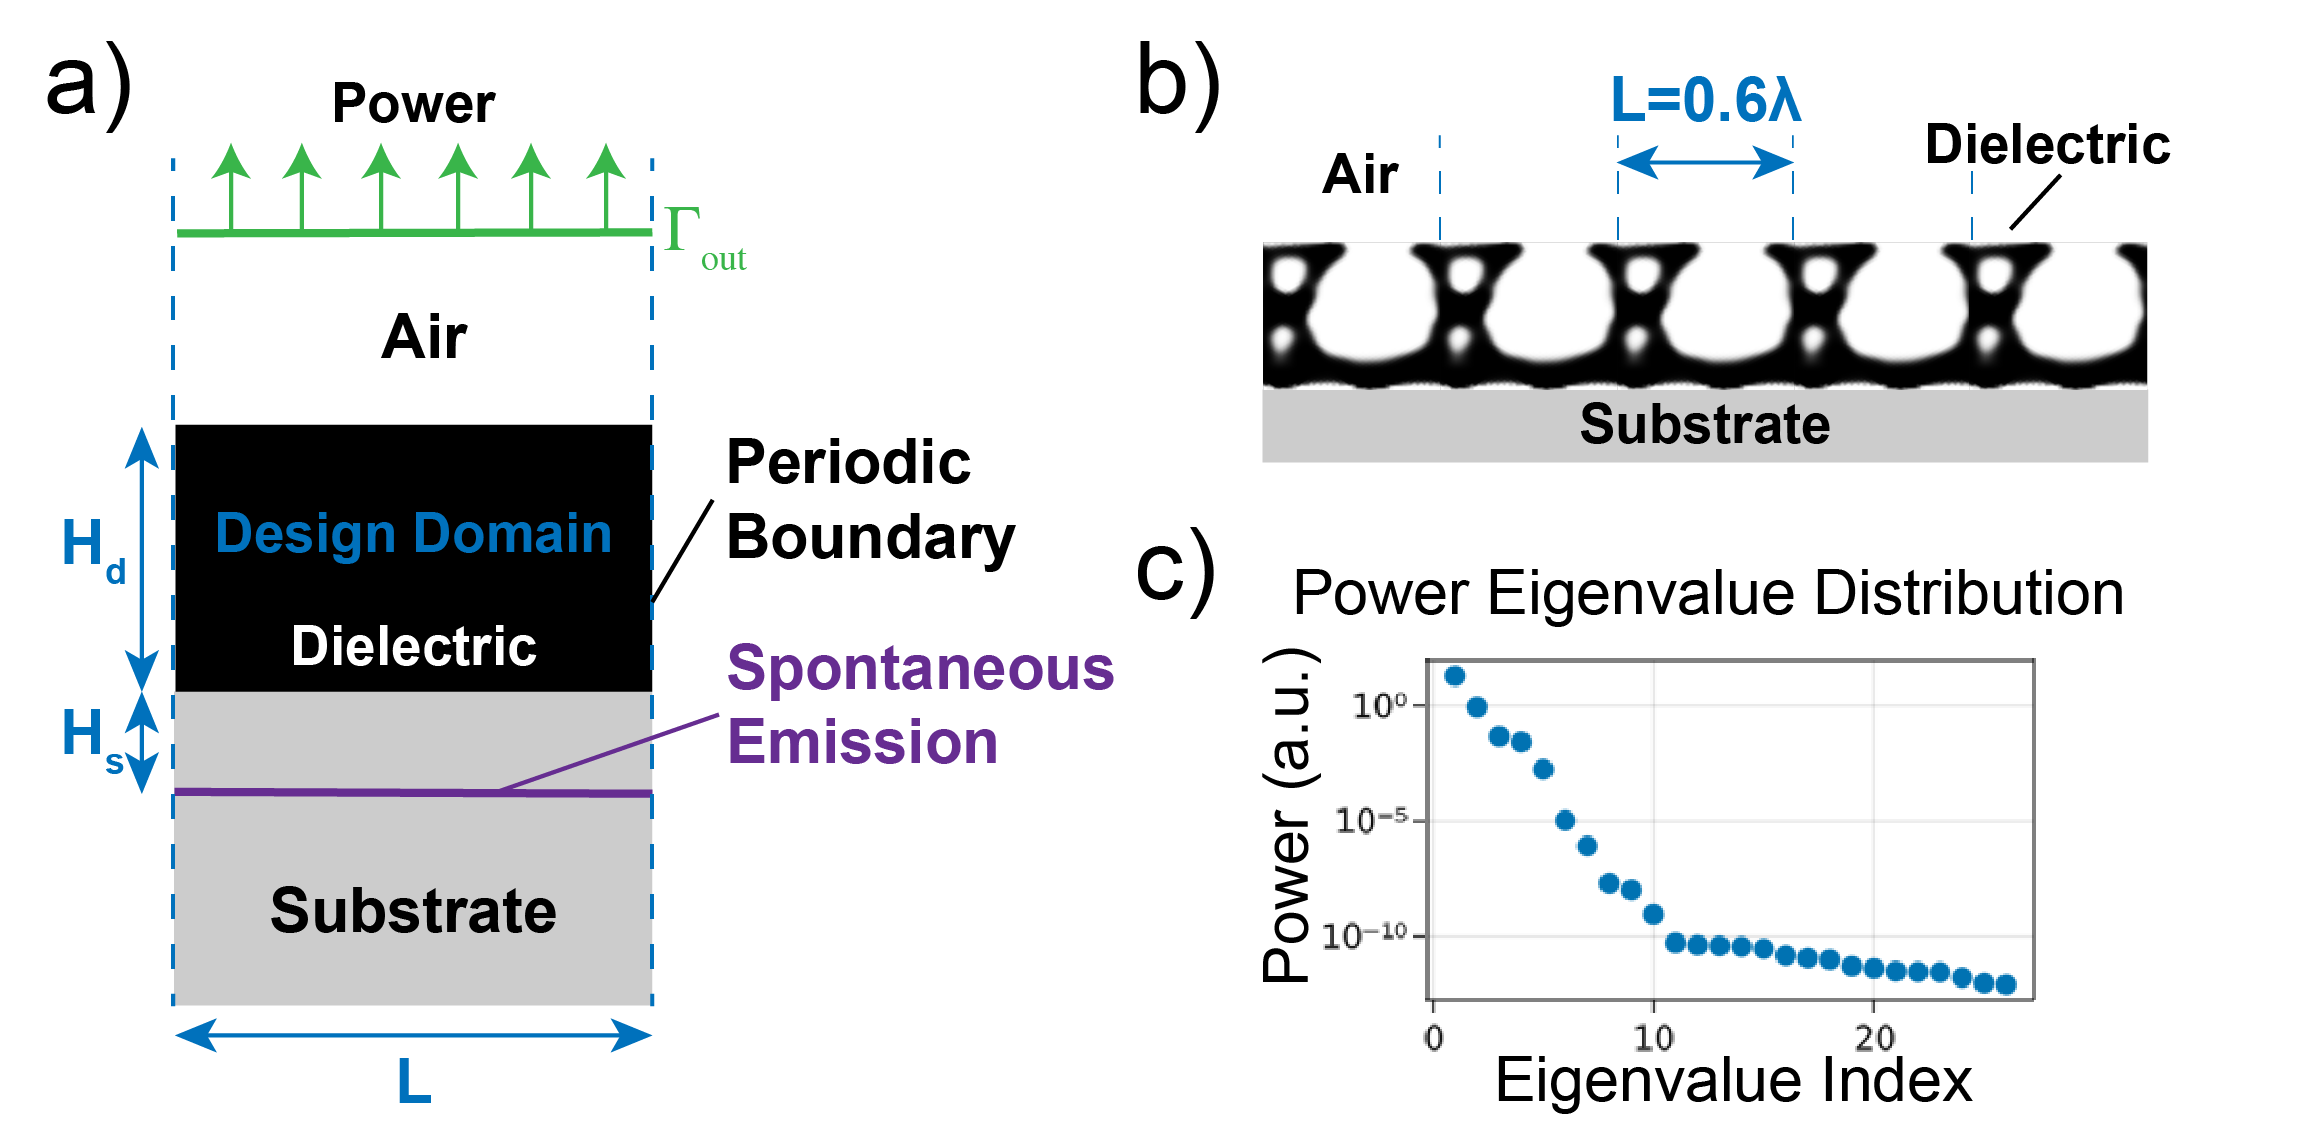 a)
Power
Γout
Air
Design Domain
Dielectric
Hd
Periodic
Boundary
Spontaneous
Emission
Hs
Substrate
L
b)
L=0.6λ
Air
Dielectric
Substrate
c)
Power Eigenvalue Distribution
Power (a.u.)
10⁰
10⁻⁵
10⁻¹⁰
0 10 20
Eigenvalue Index